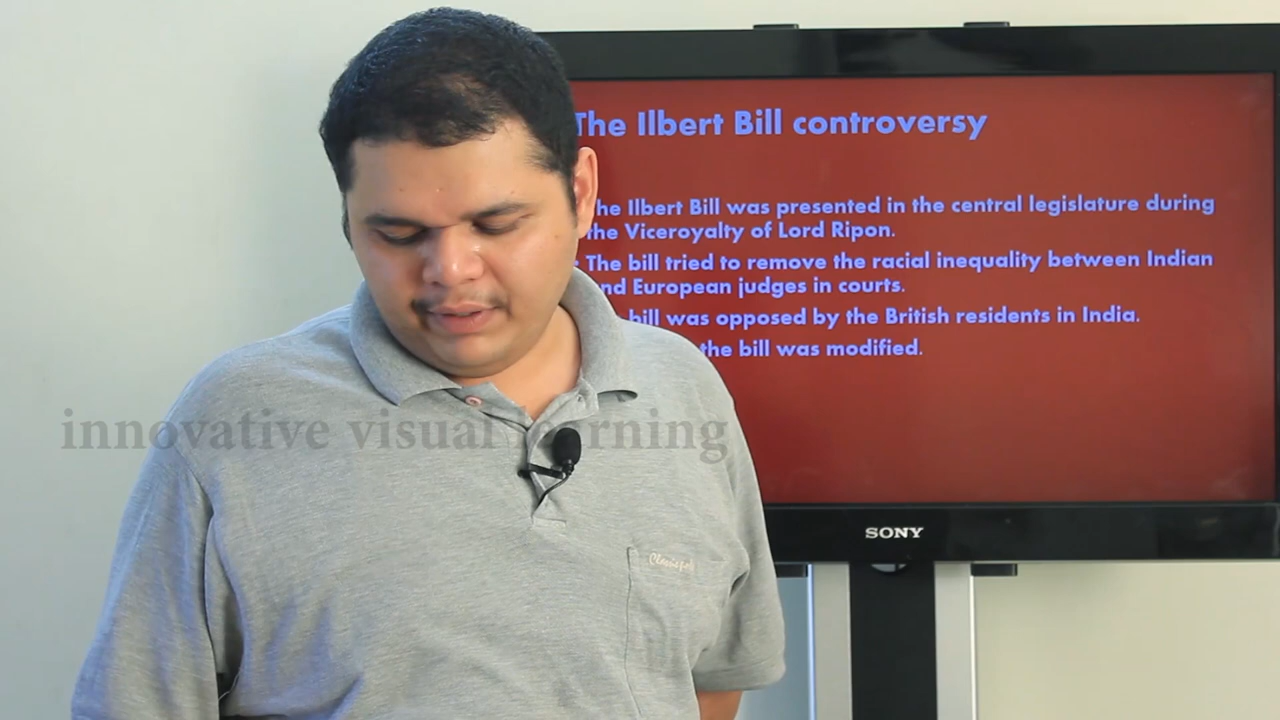 The Ilbert Bill controversy
he Ilbert Bill was presented in the central legislature during
the Viceroyalty of Lord Ripon.
• The bill tried to remove the racial inequality between Indian
nd European judges in courts.
bill was opposed by the British residents in India.
the bill was modified.
innovative visual learning
SONY